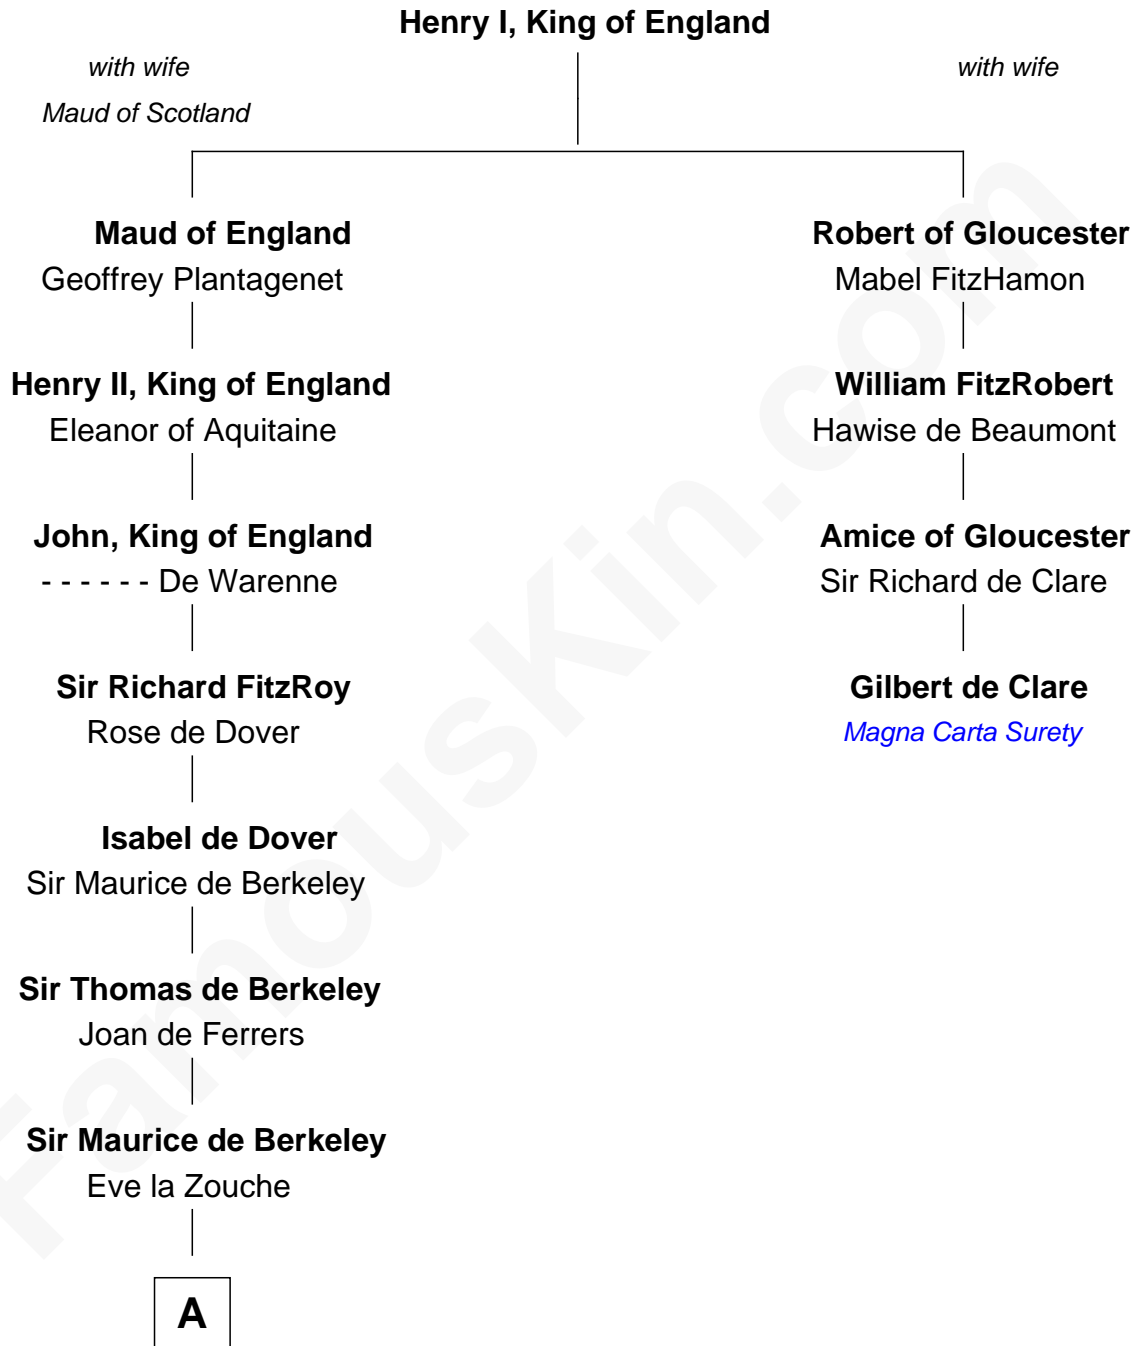 Henry I, King of England
with wife
Maud of Scotland
with wife
Maud of England
Geoffrey Plantagenet
Robert of Gloucester
Mabel FitzHamon
Henry II, King of England
Eleanor of Aquitaine
William FitzRobert
Hawise de Beaumont
John, King of England
- - - - - - De Warenne
Amice of Gloucester
Sir Richard de Clare
Sir Richard FitzRoy
Rose de Dover
Gilbert de Clare
Magna Carta Surety
Isabel de Dover
Sir Maurice de Berkeley
Sir Thomas de Berkeley
Joan de Ferrers
Sir Maurice de Berkeley
Eve la Zouche
A
FamousKin.com